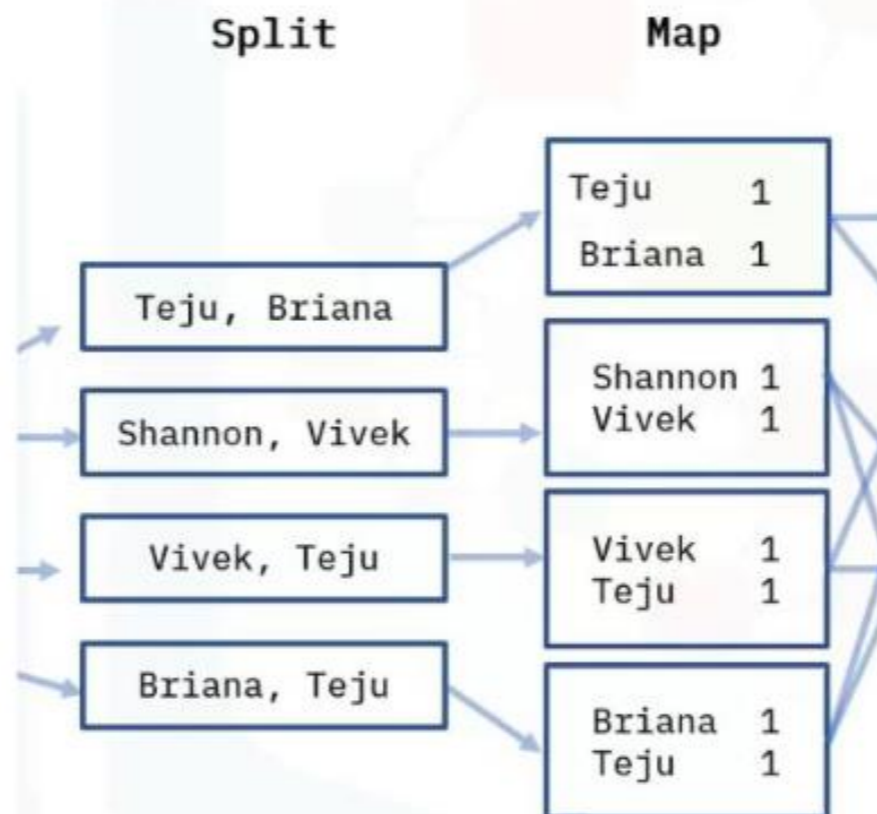 Split
Map
Teju, Briana
Shannon, Vivek
Vivek, Teju
Briana, Teju
Teju 1
Briana 1
Shannon 1
Vivek 1
Vivek 1
Teju 1
Briana 1
Teju 1